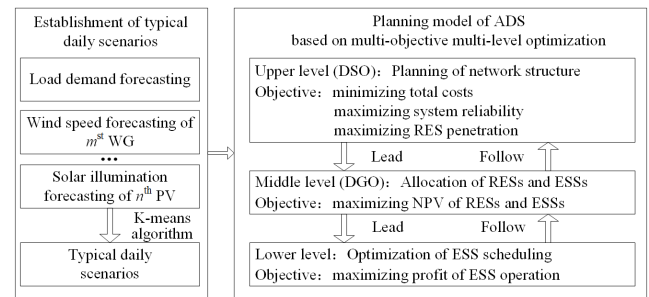 Establishment of typical
daily scenarios
Load demand forecasting
Wind speed forecasting of
mˢᵗ WG
•••
Solar illumination
forecasting of nᵗʰ PV
K-means
algorithm
Typical daily
scenarios
Planning model of ADS
based on multi-objective multi-level optimization
Upper level (DSO): Planning of network structure
Objective: minimizing total costs
maximizing system reliability
maximizing RES penetration
Lead Follow
Middle level (DGO): Allocation of RESs and ESSs
Objective: maximizing NPV of RESs and ESSs
Lead Follow
Lower level: Optimization of ESS scheduling
Objective: maximizing profit of ESS operation